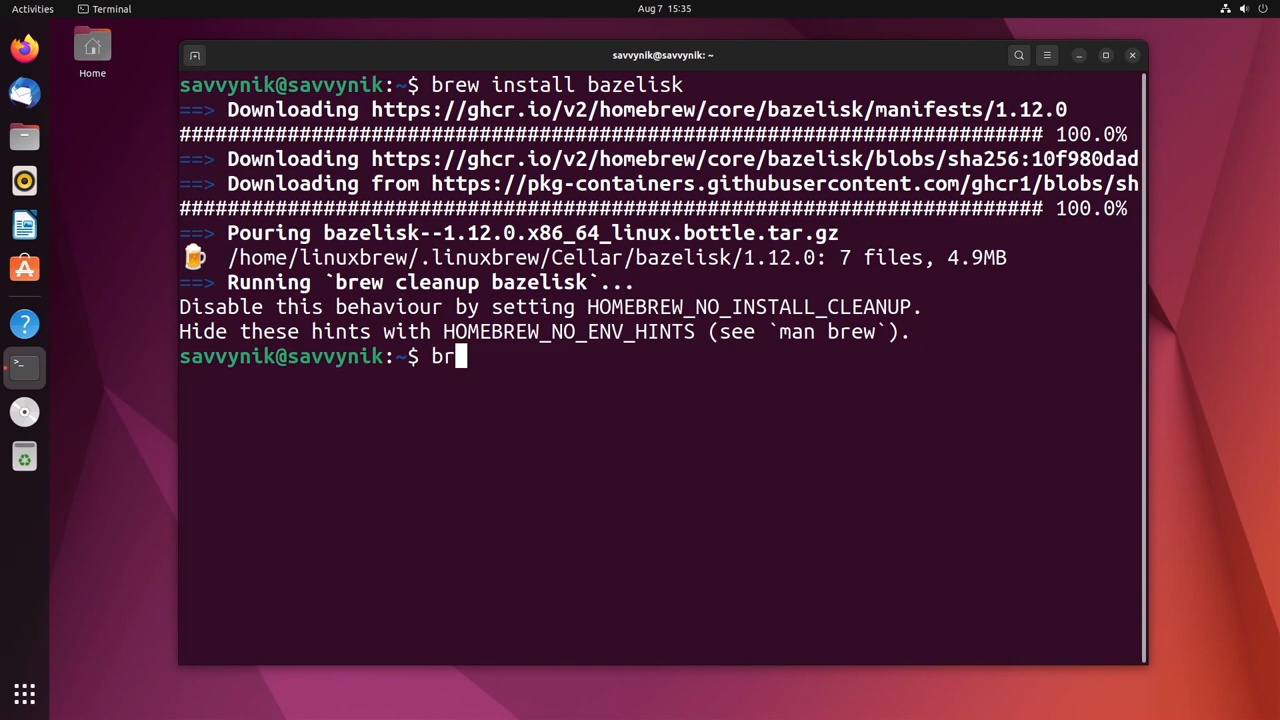 Activities Terminal Aug 7 15:35
Home
savvynik@savvynik: ~
savvynik@savvynik:~$ brew install bazelisk
==> Downloading https://ghcr.io/v2/homebrew/core/bazelisk/manifests/1.12.0
######################################################################## 100.0%
==> Downloading https://ghcr.io/v2/homebrew/core/bazelisk/blobs/sha256:10f980dad
==> Downloading from https://pkg-containers.githubusercontent.com/ghcr1/blobs/sh
######################################################################## 100.0%
==> Pouring bazelisk--1.12.0.x86_64_linux.bottle.tar.gz
🍺 /home/linuxbrew/.linuxbrew/Cellar/bazelisk/1.12.0: 7 files, 4.9MB
==> Running `brew cleanup bazelisk`...
Disable this behaviour by setting HOMEBREW_NO_INSTALL_CLEANUP.
Hide these hints with HOMEBREW_NO_ENV_HINTS (see `man brew`).
savvynik@savvynik:~$ br